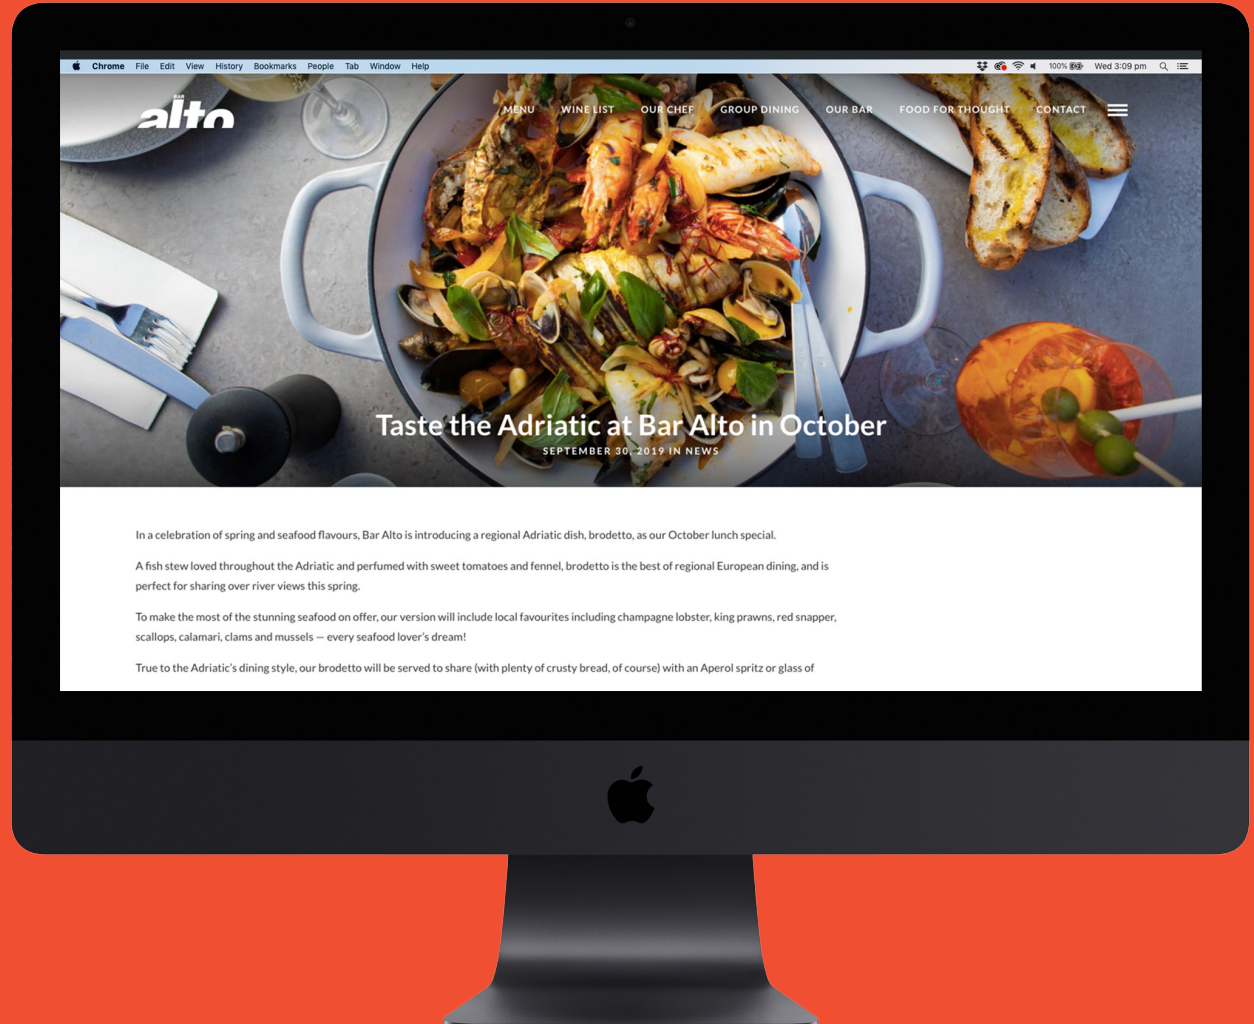 Chrome File Edit View History Bookmarks People Tab Window Help 100% Wed 3:09 pm
BAR
alto
MENU WINE LIST OUR CHEF GROUP DINING OUR BAR FOOD FOR THOUGHT CONTACT
Taste the Adriatic at Bar Alto in October
SEPTEMBER 30, 2019 IN NEWS
In a celebration of spring and seafood flavours, Bar Alto is introducing a regional Adriatic dish, brodetto, as our October lunch special.
A fish stew loved throughout the Adriatic and perfumed with sweet tomatoes and fennel, brodetto is the best of regional European dining, and is
perfect for sharing over river views this spring.
To make the most of the stunning seafood on offer, our version will include local favourites including champagne lobster, king prawns, red snapper,
scallops, calamari, clams and mussels — every seafood lover's dream!
True to the Adriatic's dining style, our brodetto will be served to share (with plenty of crusty bread, of course) with an Aperol spritz or glass of